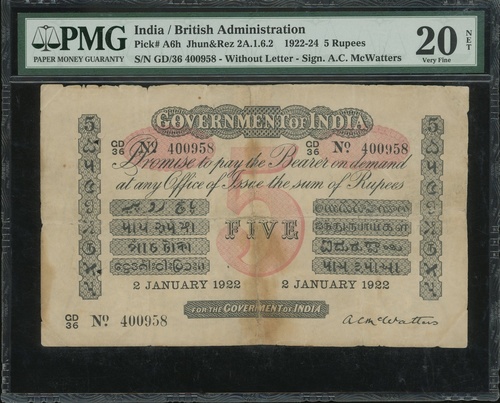 PMG
PAPER MONEY GUARANTY
India / British Administration
Pick# A6h Jhun&Rez 2A.1.6.2 1922-24 5 Rupees
S/N GD/36 400958 - Without Letter - Sign. A.C. McWatters
20 NET
Very Fine
GOVERNMENT OF INDIA
GD/36 Nº 400958 GD/36 Nº 400958
Promise to pay the Bearer on demand
at any Office of Issue the sum of Rupees
5
FIVE
પાંચ રૂપીઆ
2 JANUARY 1922 2 JANUARY 1922
FOR THE GOVERNMENT OF INDIA
GD/36 Nº 400958
A.C. McWatters